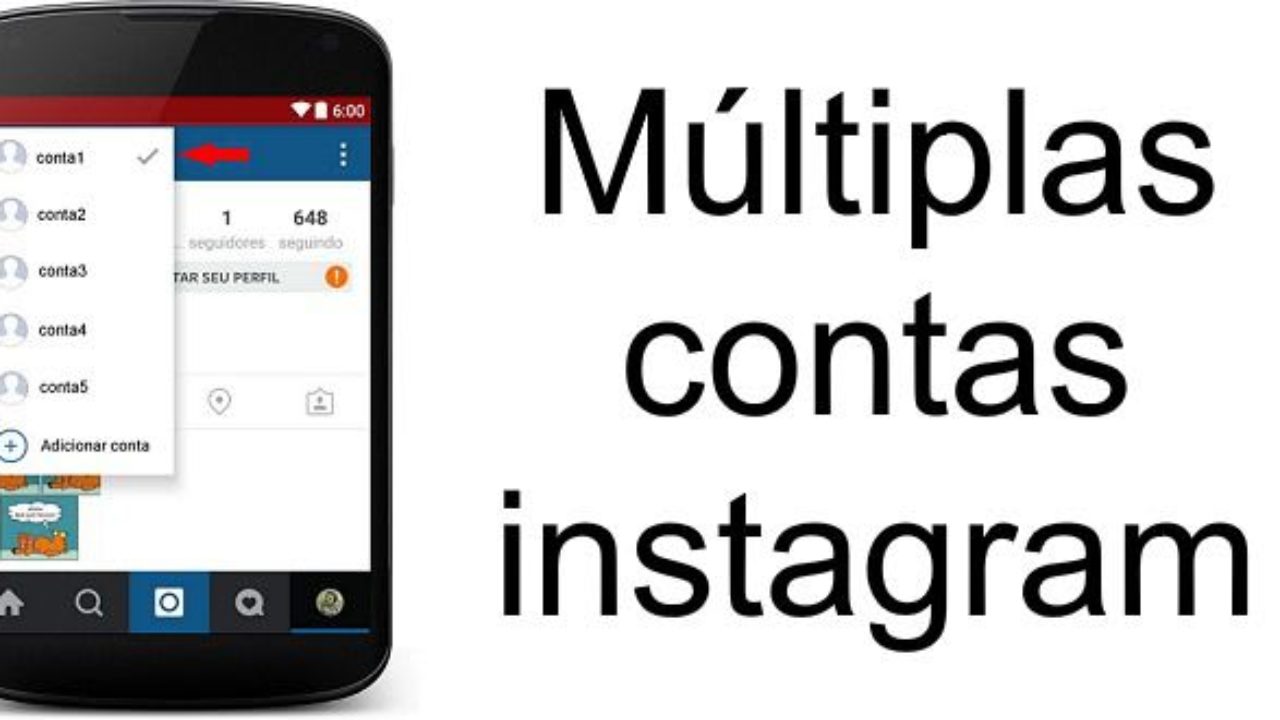 6:00
conta1
conta2
1
648
seguidores
seguindo
conta3
TAR SEU PERFIL
conta4
conta5
Adicionar conta
Múltiplas
contas
instagram